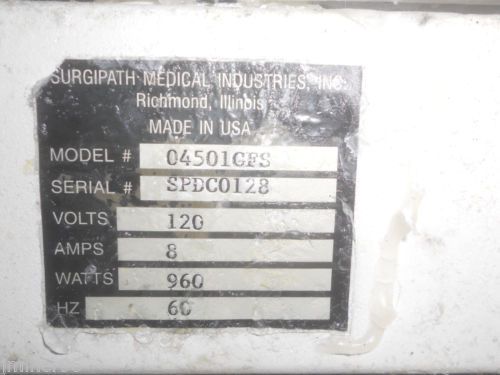 SURGIPATH MEDICAL INDUSTRIES, INC.
Richmond, Illinois
MADE IN USA
MODEL # 04501GFS
SERIAL # SPDC0128
VOLTS 120
AMPS 8
WATTS 960
HZ 60